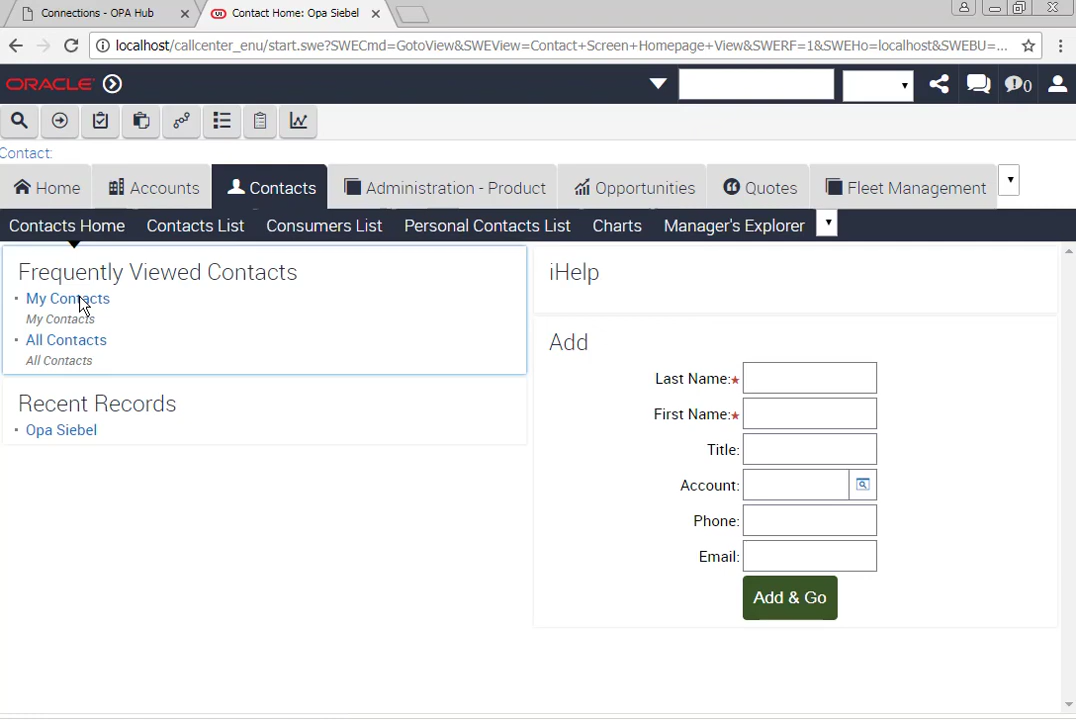 Connections - OPA Hub
Contact Home: Opa Siebel
localhost/callcenter_enu/start.swe?SWECmd=GotoView&SWEView=Contact+Screen+Homepage+View&SWERF=1&SWEHo=localhost&SWEBU=...
ORACLE
0
Contact:
Home Accounts Contacts Administration - Product Opportunities Quotes Fleet Management
Contacts Home Contacts List Consumers List Personal Contacts List Charts Manager's Explorer
Frequently Viewed Contacts
My Contacts
My Contacts
All Contacts
All Contacts
Recent Records
Opa Siebel
iHelp
Add
Last Name:*
First Name:*
Title:
Account:
Phone:
Email:
Add & Go